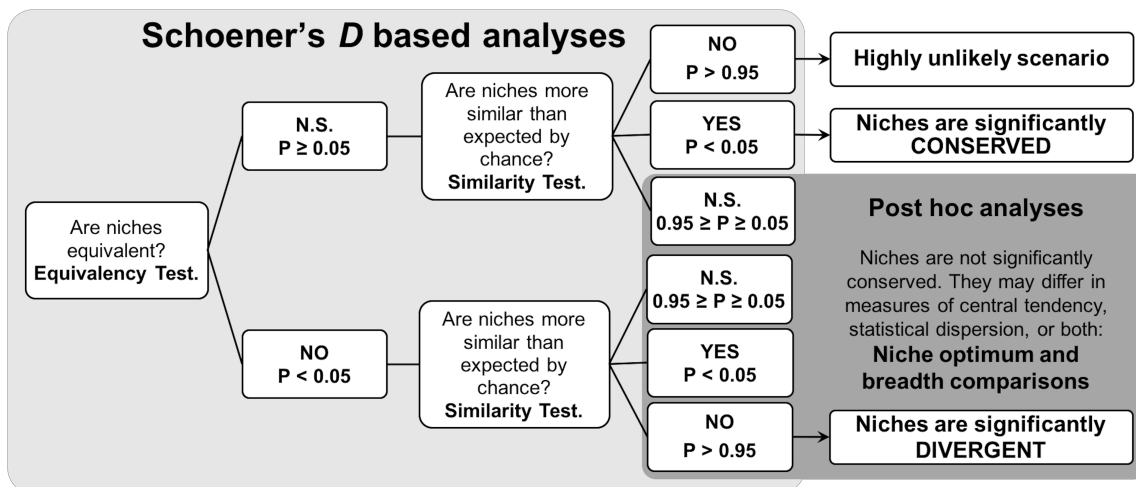 Schoener's D based analyses
Are niches
equivalent?
Equivalency Test.
N.S.
P ≥ 0.05
Are niches more
similar than
expected by
chance?
Similarity Test.
NO
P > 0.95
Highly unlikely scenario
YES
P < 0.05
Niches are significantly
CONSERVED
N.S.
0.95 ≥ P ≥ 0.05
NO
P < 0.05
Are niches more
similar than
expected by
chance?
Similarity Test.
N.S.
0.95 ≥ P ≥ 0.05
YES
P < 0.05
NO
P > 0.95
Niches are significantly
DIVERGENT
Post hoc analyses
Niches are not significantly
conserved. They may differ in
measures of central tendency,
statistical dispersion, or both:
Niche optimum and
breadth comparisons